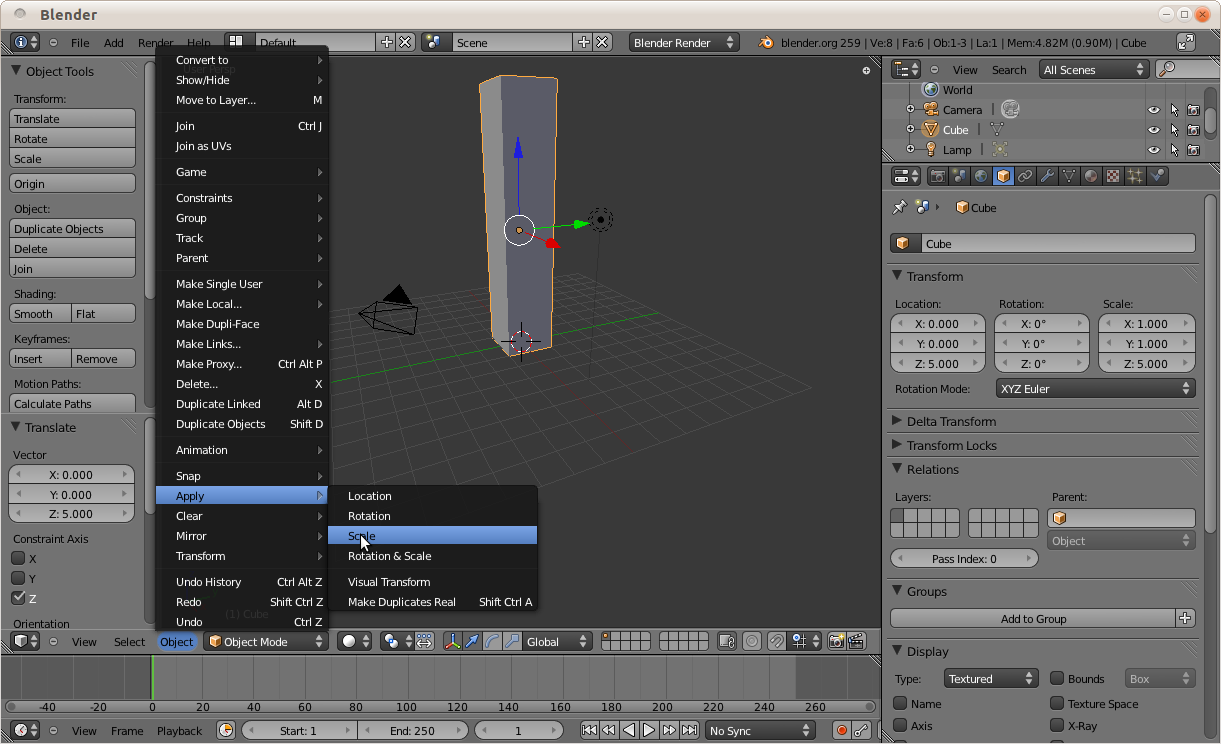 Blender
File Add Render Help Default Scene Blender Render blender.org 259 | Ve:8 | Fa:6 | Ob:1-3 | La:1 | Mem:4.82M (0.90M) | Cube
Object Tools
Transform:
Translate
Rotate
Scale
Origin
Object:
Duplicate Objects
Delete
Join
Shading:
Smooth Flat
Keyframes:
Insert Remove
Motion Paths:
Calculate Paths
Translate
Vector
X: 0.000
Y: 0.000
Z: 5.000
Constraint Axis
X
Y
Z
Orientation
Convert to
Show/Hide
Move to Layer... M
Join Ctrl J
Join as UVs
Game
Constraints
Group
Track
Parent
Make Single User
Make Local...
Make Dupli-Face
Make Links...
Make Proxy... Ctrl Alt P
Delete... X
Duplicate Linked Alt D
Duplicate Objects Shift D
Animation
Snap
Apply
Clear
Mirror
Transform
Undo History Ctrl Alt Z
Redo Shift Ctrl Z
Undo Ctrl Z
Location
Rotation
Scale
Rotation & Scale
Visual Transform
Make Duplicates Real Shift Ctrl A
(1) Cube
View Select Object Object Mode Global
-40 -20 0 20 40 60 80 100 120 140 160 180 200 220 240 260
View Frame Playback Start: 1 End: 250 1 No Sync
View Search All Scenes
World
Camera
Cube
Lamp
Cube
Cube
Transform
Location: Rotation: Scale:
X: 0.000 X: 0° X: 1.000
Y: 0.000 Y: 0° Y: 1.000
Z: 5.000 Z: 0° Z: 5.000
Rotation Mode: XYZ Euler
Delta Transform
Transform Locks
Relations
Layers: Parent:
Object
Pass Index: 0
Groups
Add to Group
Display
Type: Textured Bounds Box
Name Texture Space
Axis X-Ray